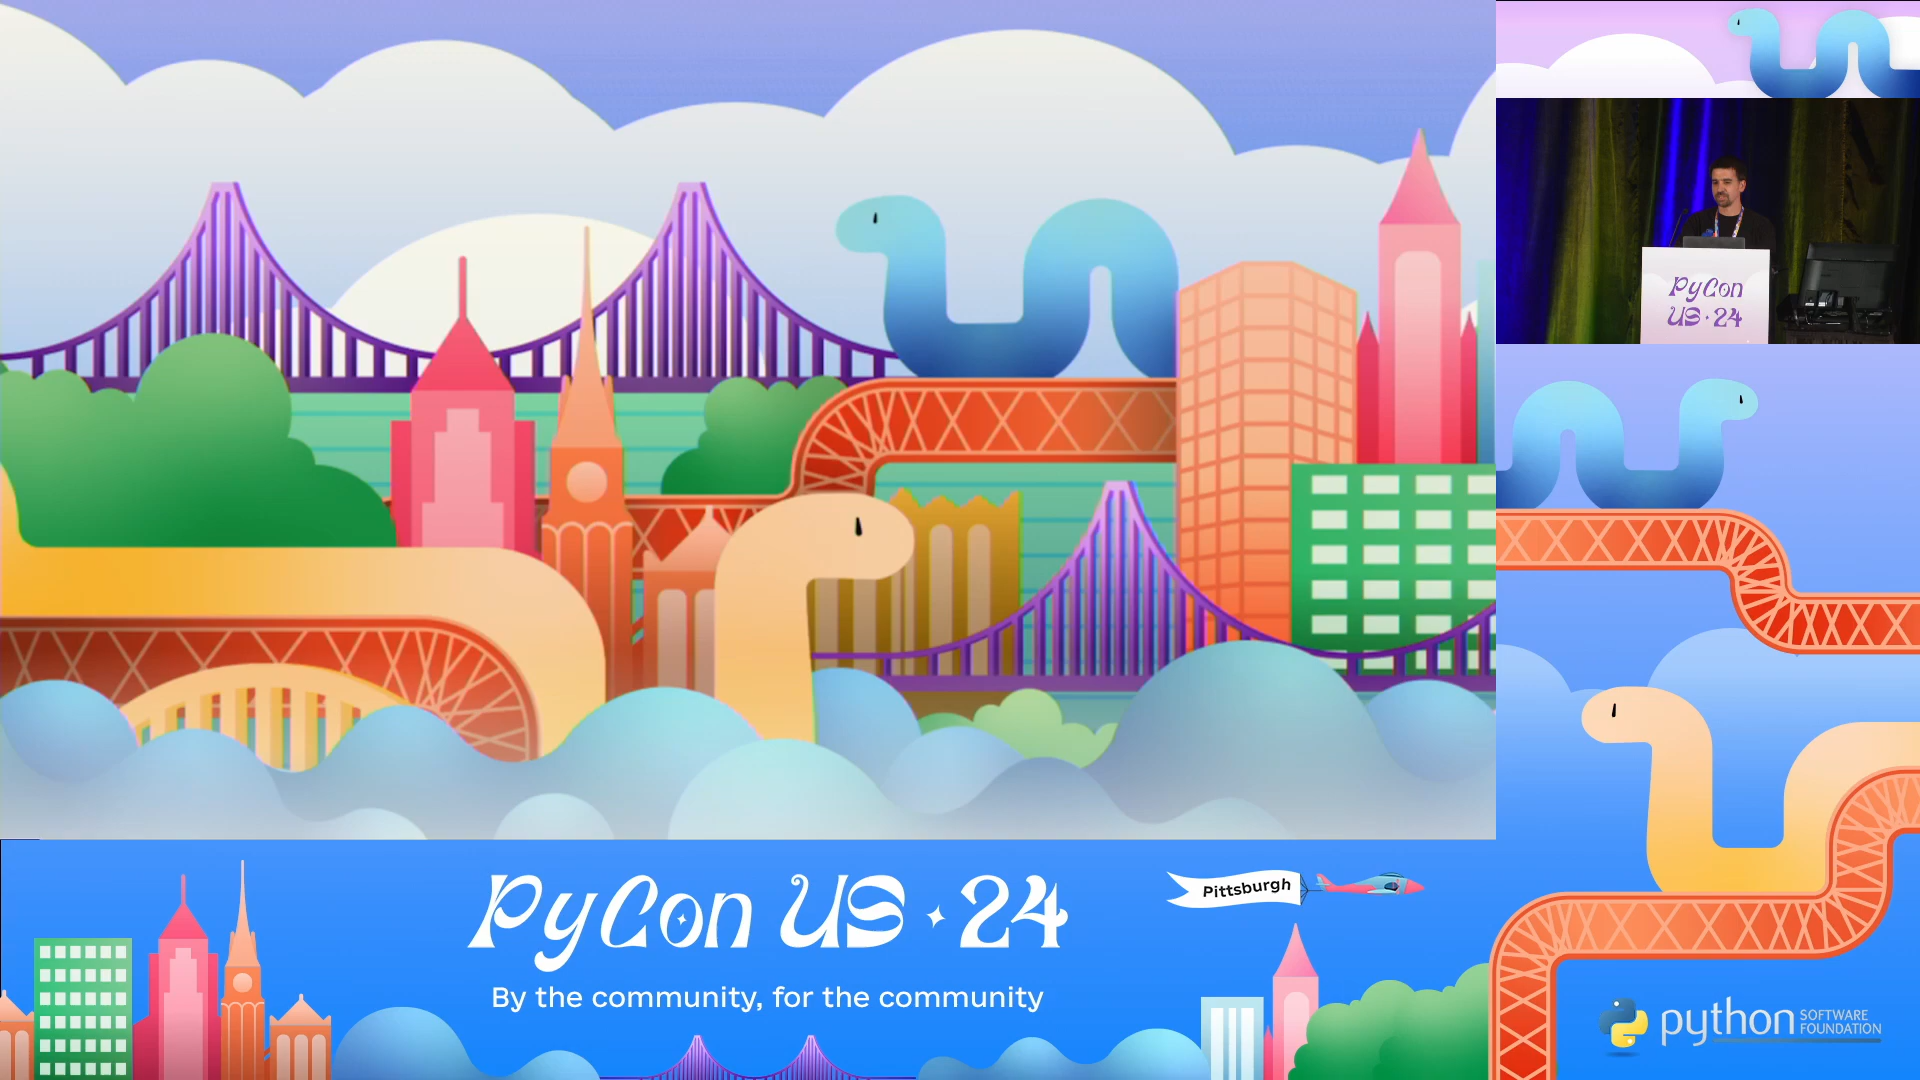 PyCon
US · 24
PyCon US · 24
Pittsburgh
By the community, for the community
python
SOFTWARE
FOUNDATION